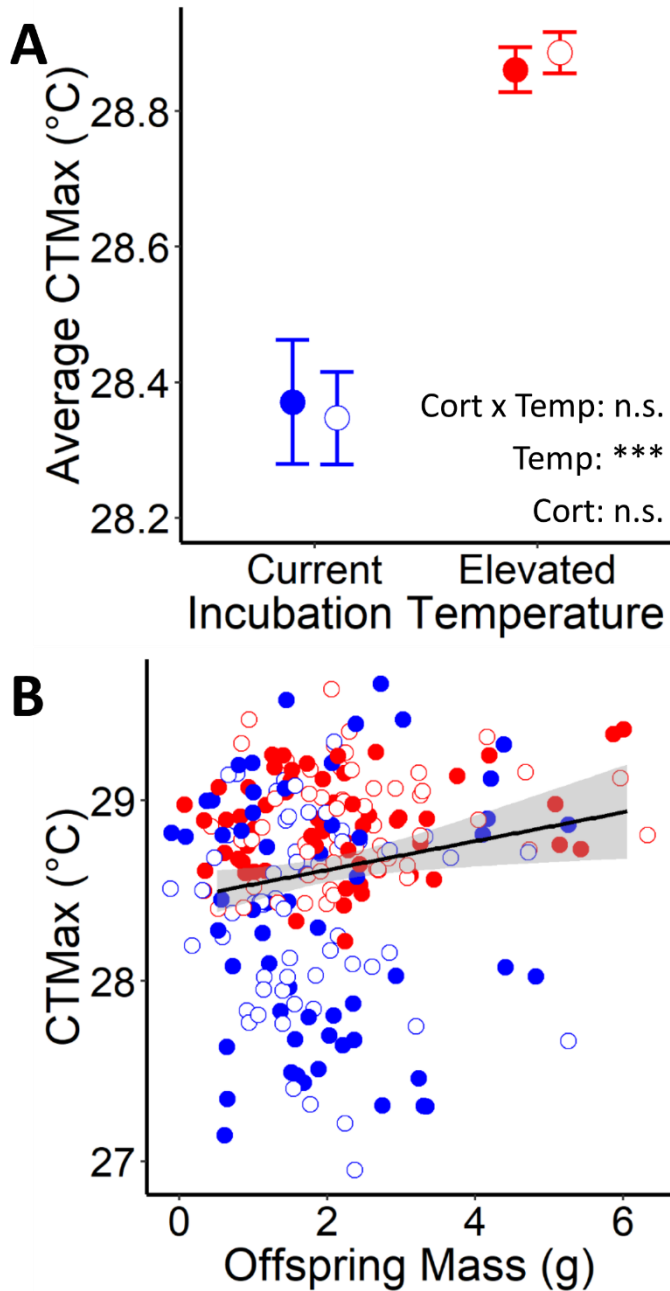 A
Average CTMax (°C)
28.8
28.6
28.4
28.2
Cort x Temp: n.s.
Temp: ***
Cort: n.s.
Current
Elevated
Incubation Temperature
B
CTMax (°C)
29
28
27
0
2
4
6
Offspring Mass (g)